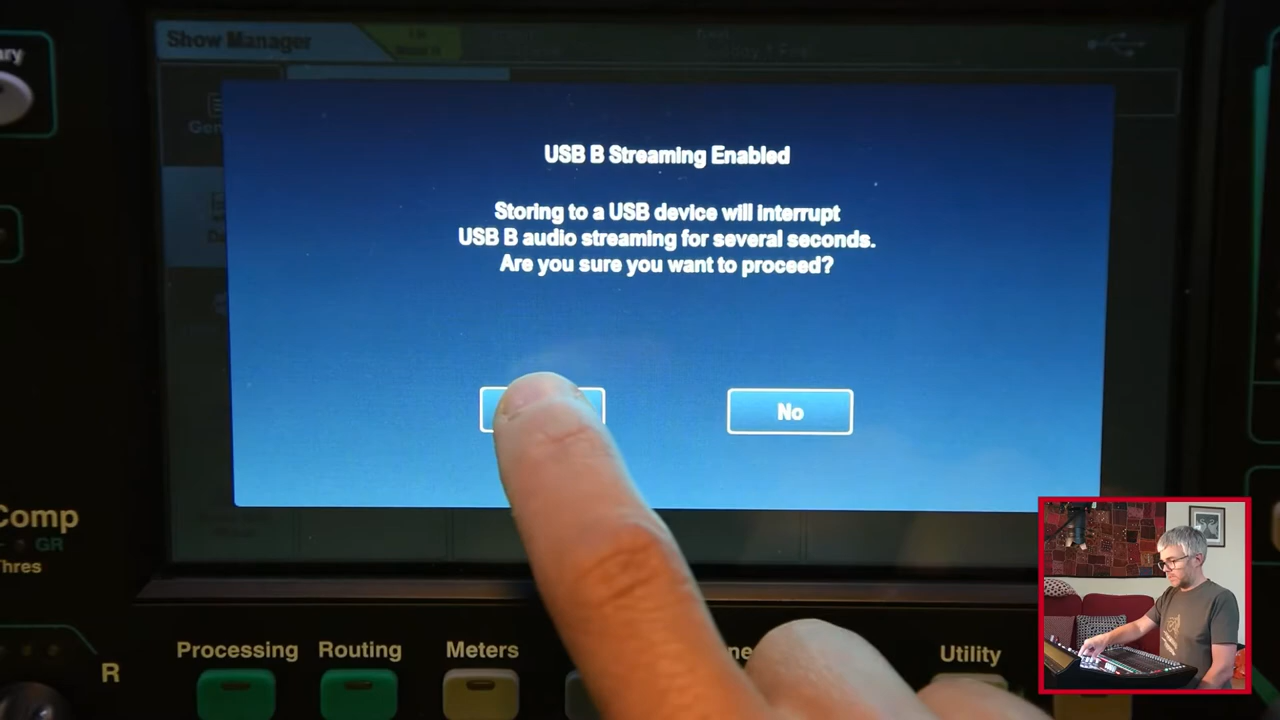 Show Manager
USB B Streaming Enabled
Storing to a USB device will interrupt
USB B audio streaming for several seconds.
Are you sure you want to proceed?
No
Comp
GR
Thres
Processing
Routing
Meters
Utility
R